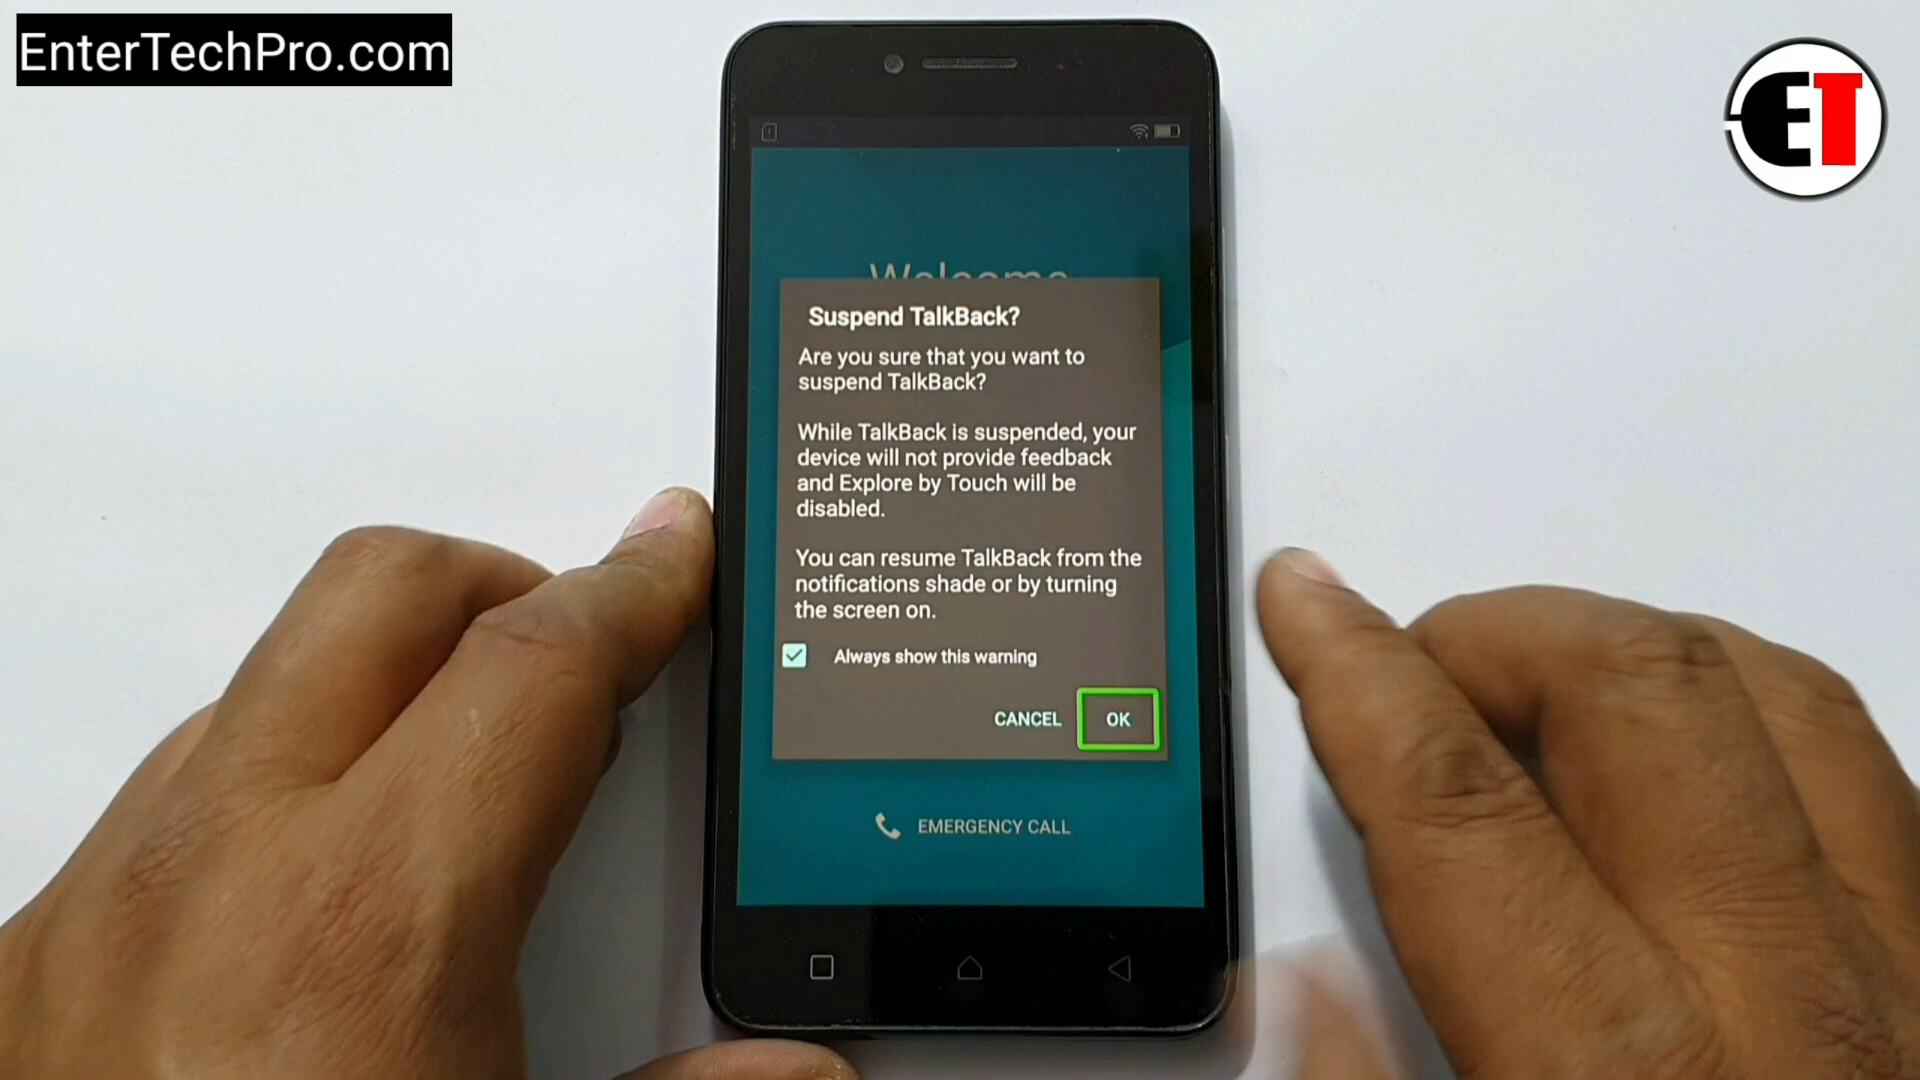 EnterTechPro.com
ET
Welcome
Suspend TalkBack?
Are you sure that you want to
suspend TalkBack?
While TalkBack is suspended, your
device will not provide feedback
and Explore by Touch will be
disabled.
You can resume TalkBack from the
notifications shade or by turning
the screen on.
Always show this warning
CANCEL OK
EMERGENCY CALL